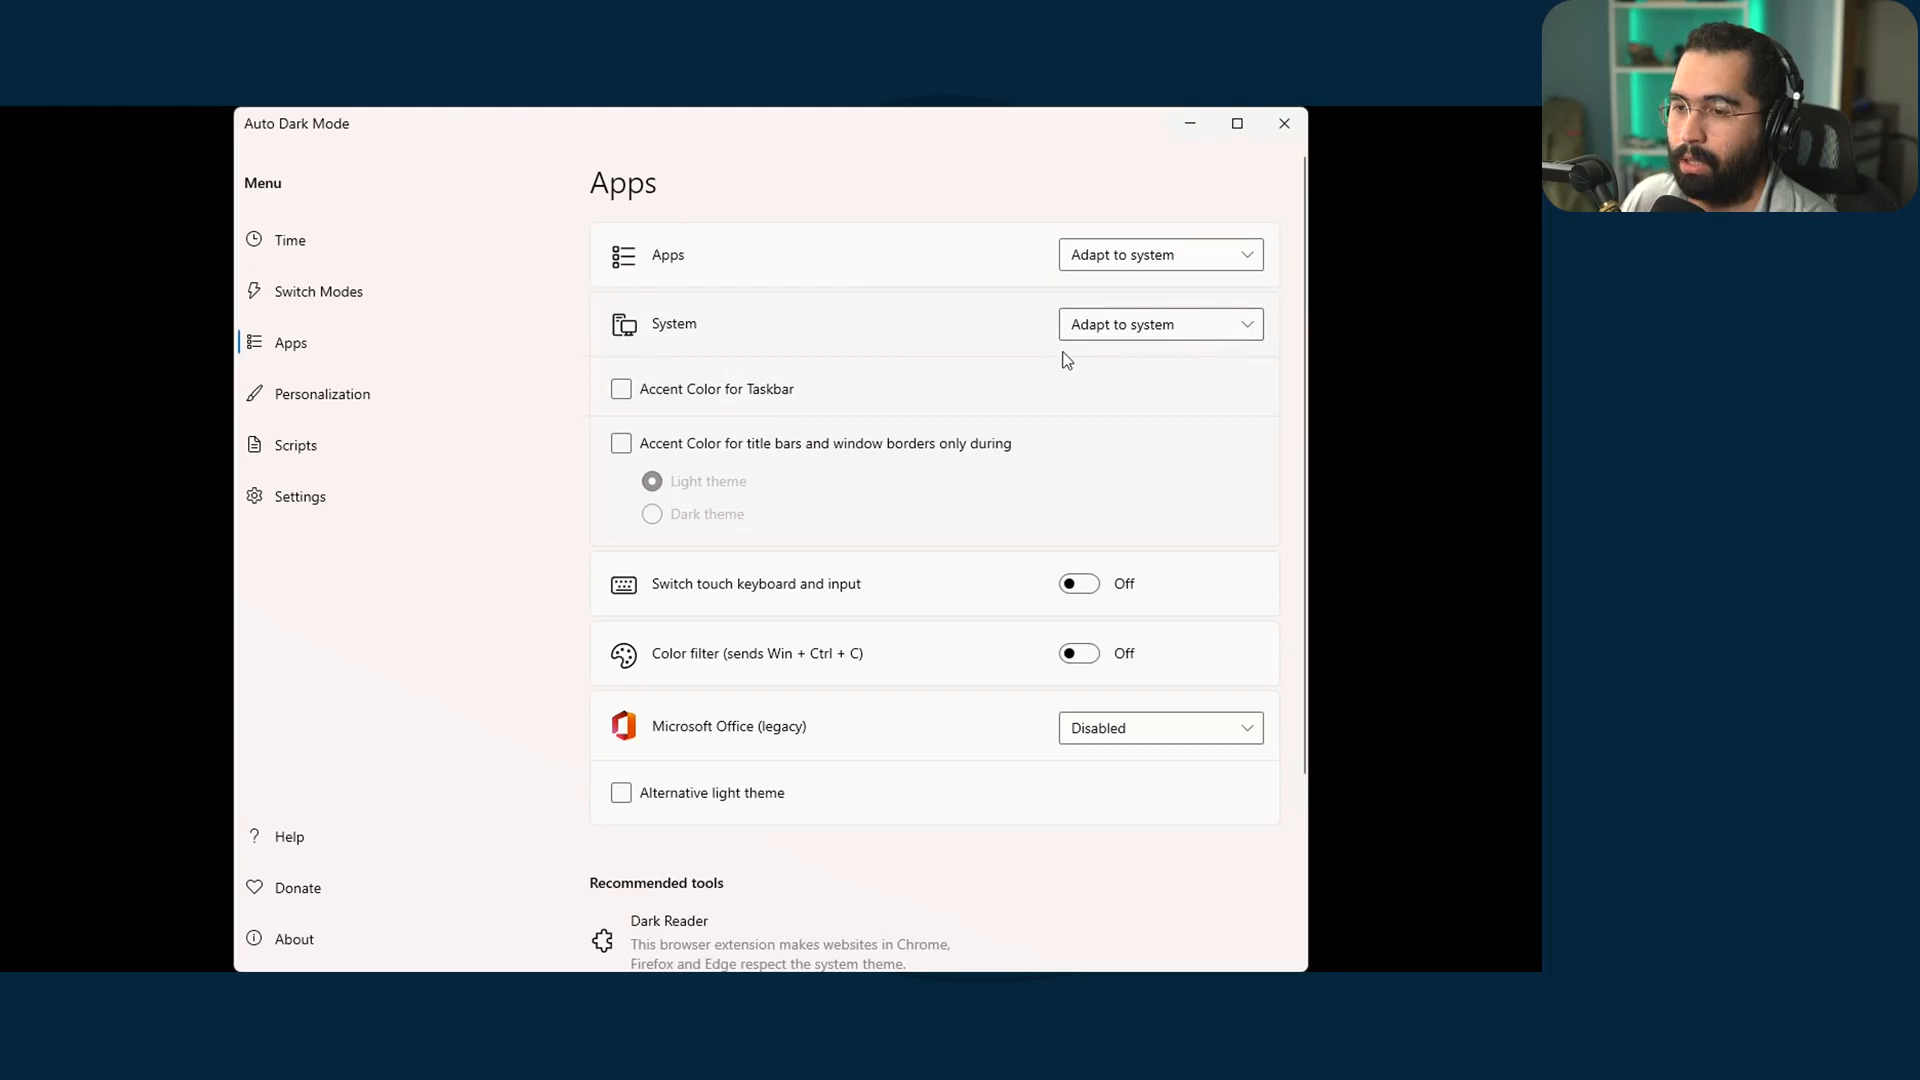 Auto Dark Mode
Menu
Time
Switch Modes
Apps
Personalization
Scripts
Settings
Help
Donate
About
Apps
Apps
Adapt to system
System
Adapt to system
Accent Color for Taskbar
Accent Color for title bars and window borders only during
Light theme
Dark theme
Switch touch keyboard and input
Off
Color filter (sends Win + Ctrl + C)
Off
Microsoft Office (legacy)
Disabled
Alternative light theme
Recommended tools
Dark Reader
This browser extension makes websites in Chrome,
Firefox and Edge respect the system theme.